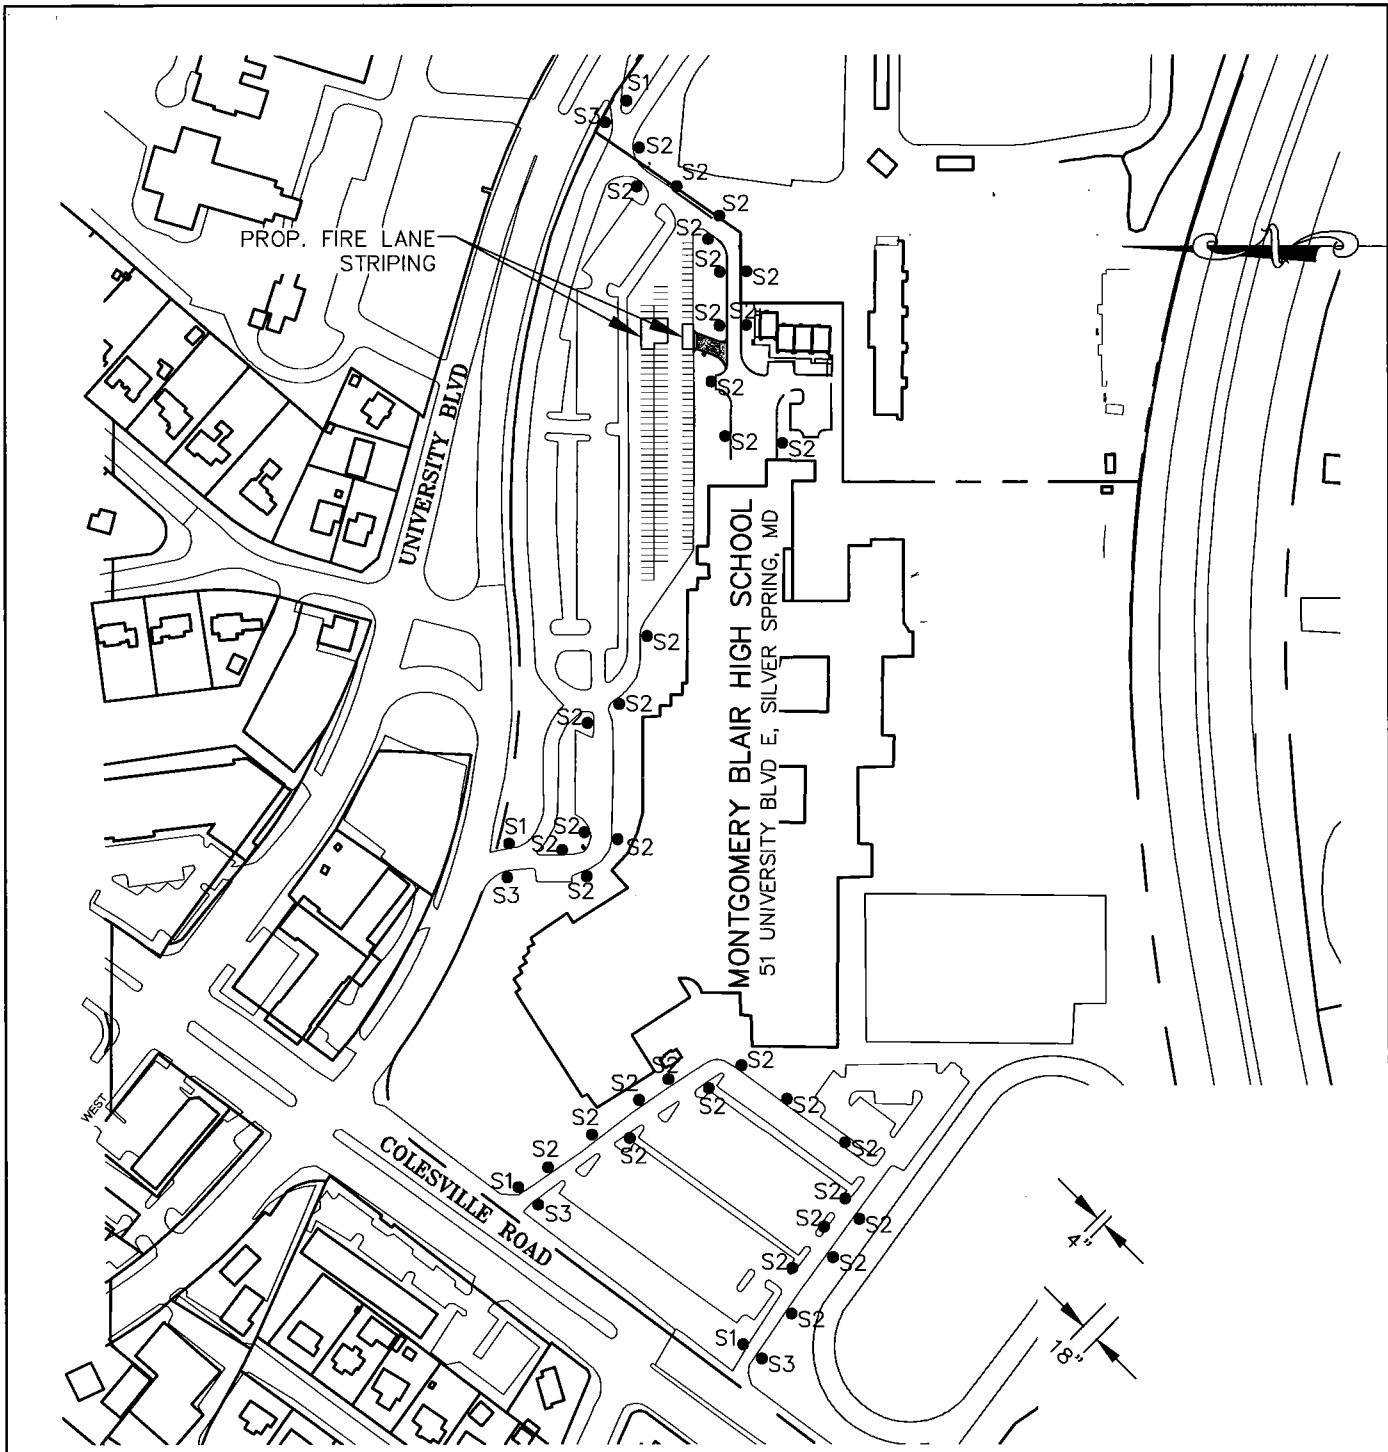 S1
S3
S2
S2
S2
S2
PROP. FIRE LANE
STRIPING
S2
S2
S2
S2
S2
S2
S2
S2
UNIVERSITY BLVD
MONTGOMERY BLAIR HIGH SCHOOL
51 UNIVERSITY BLVD E, SILVER SPRING, MD
S2
S2
S2
S1
S2
S2
S2
S3
S2
WEST
S2
S2
S2
S2
S2
S2
S2
S2
S2
S1
S3
COLESVILLE ROAD
S2
S2
S2
S2
S2
S2
S1
S3
4"
18"